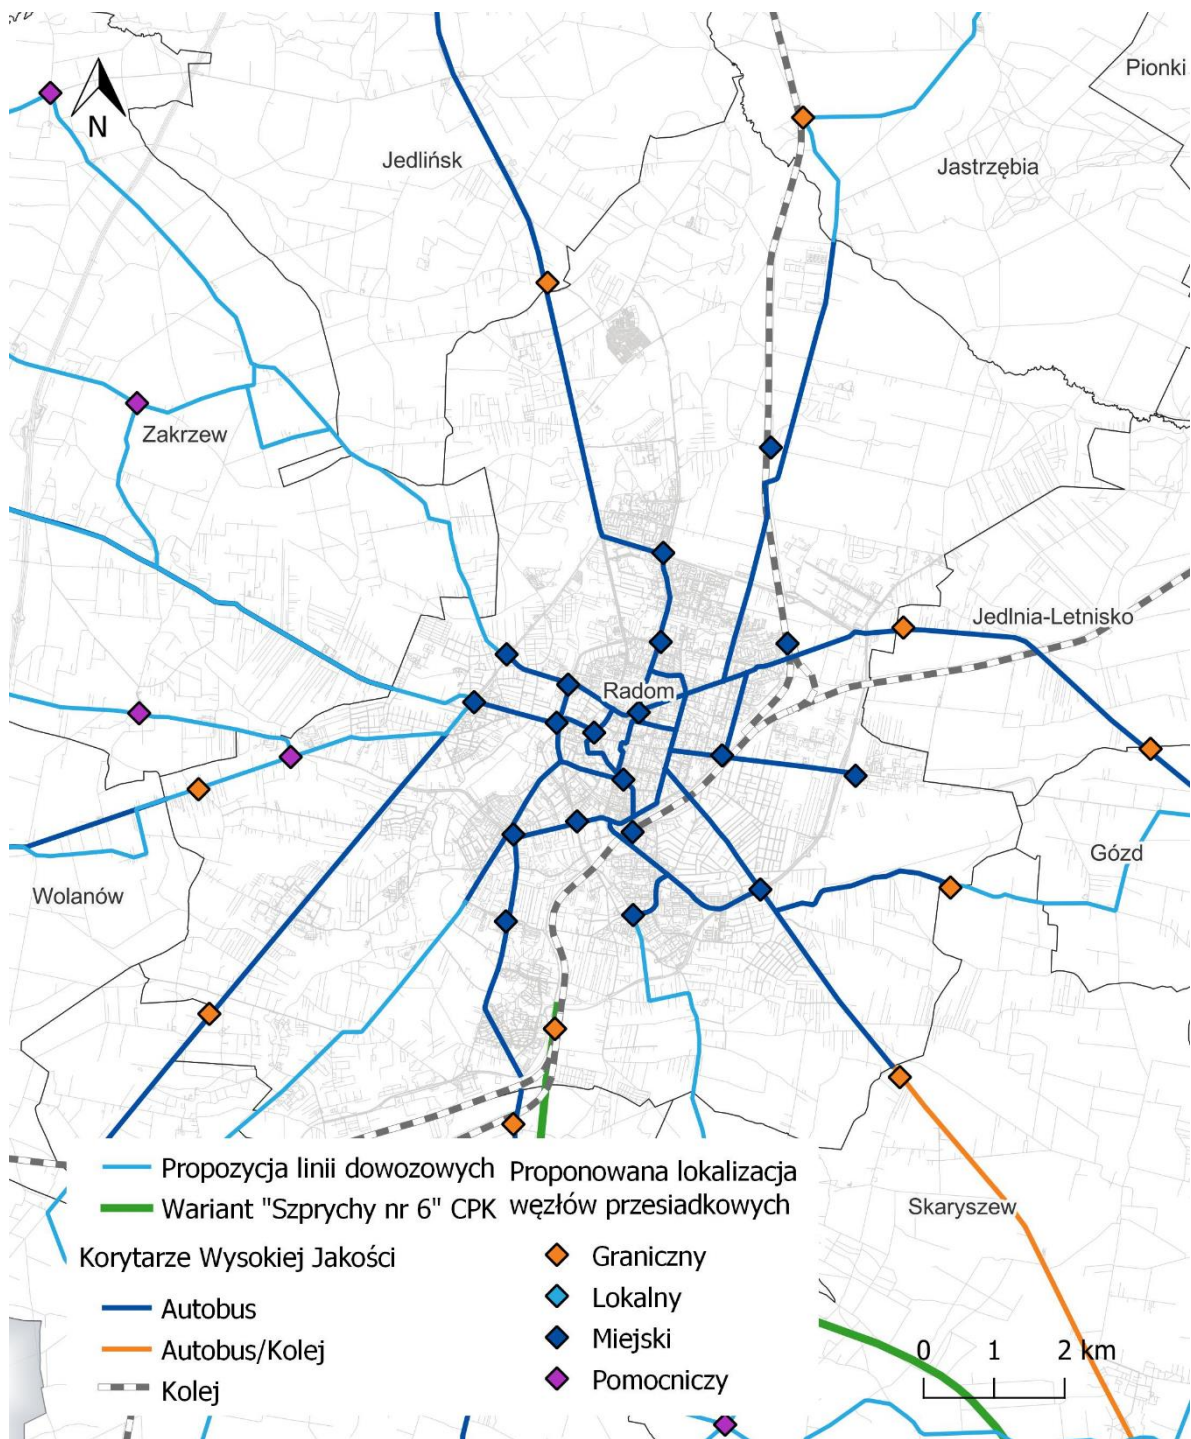 Pionki
N
Jedlińsk
Jastrzębia
Zakrzew
Jedlnia-Letnisko
Radom
Gózd
Wolanów
Propozycja linii dowozowych
Wariant "Szprychy nr 6" CPK
Korytarze Wysokiej Jakości
Autobus
Autobus/Kolej
Kolej
Proponowana lokalizacja
węzłów przesiadkowych
Graniczny
Lokalny
Miejski
Pomocniczy
Skaryszew
0 1 2 km